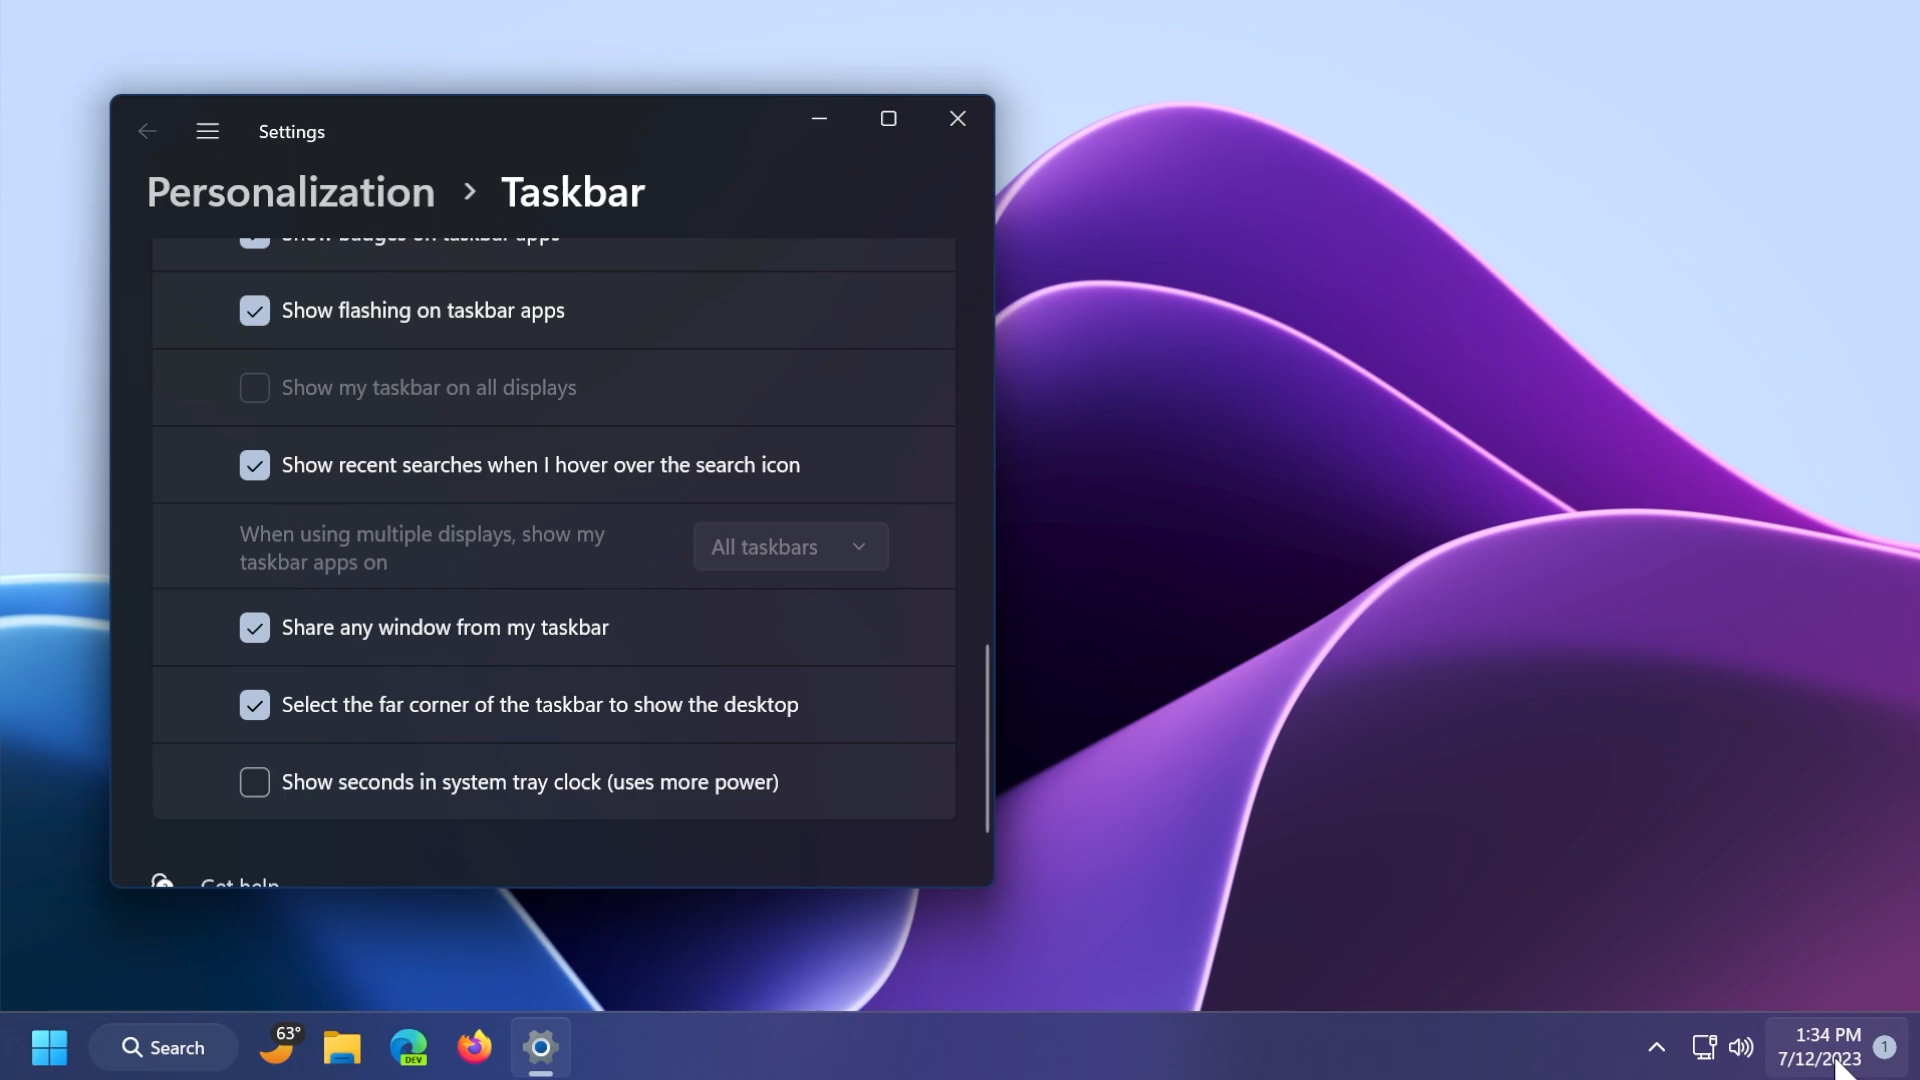 Settings
Personalization › Taskbar
Show badges on taskbar apps
Show flashing on taskbar apps
Show my taskbar on all displays
Show recent searches when I hover over the search icon
When using multiple displays, show my
taskbar apps on
All taskbars
Share any window from my taskbar
Select the far corner of the taskbar to show the desktop
Show seconds in system tray clock (uses more power)
Get help
Search
63°
DEV
1:34 PM
7/12/2023
1